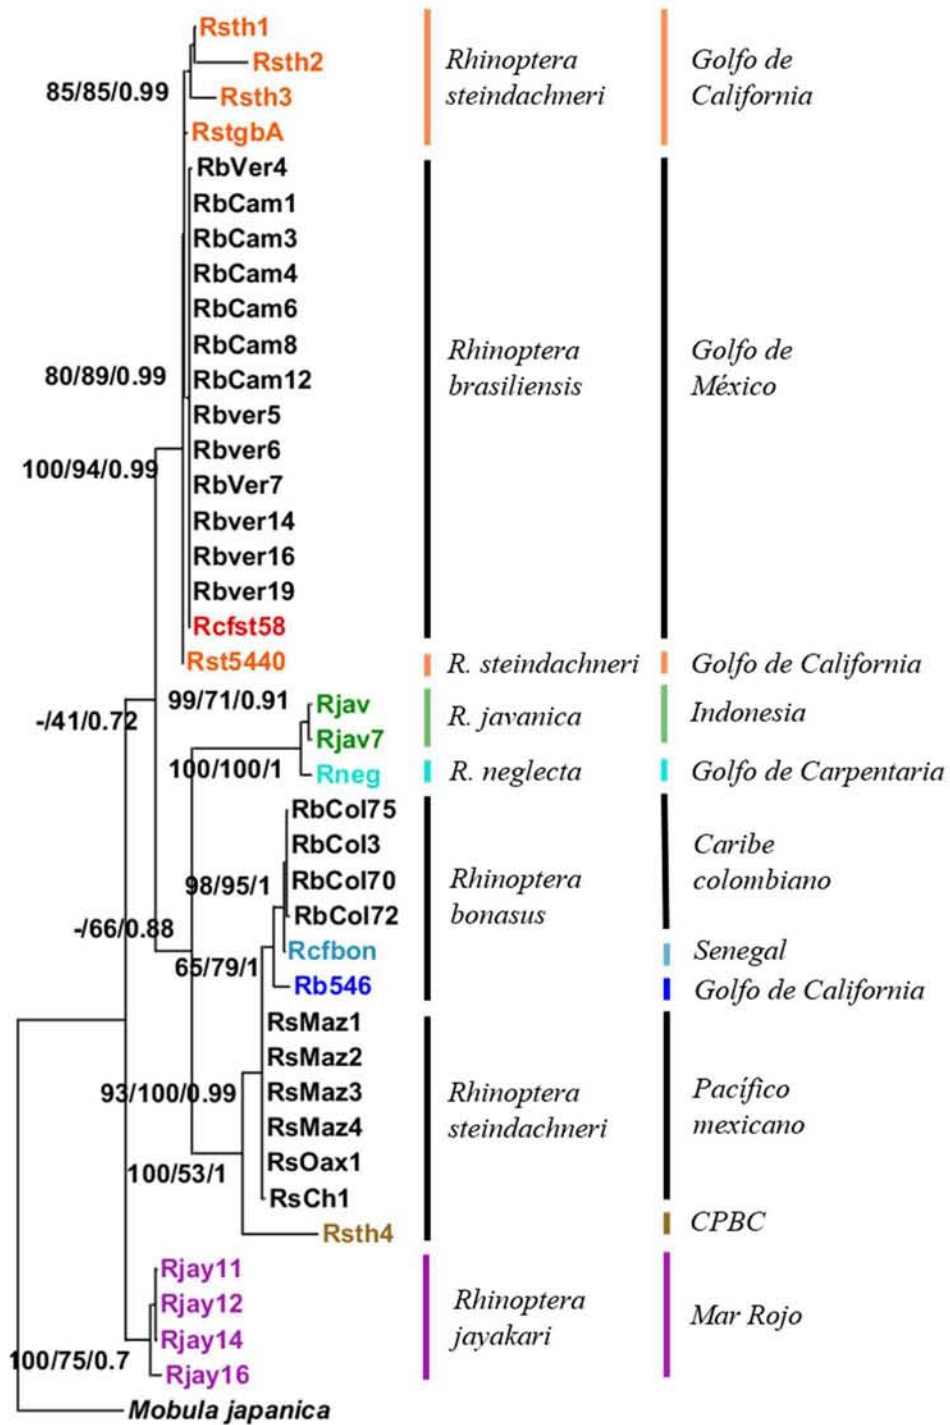 Rsth1
Rsth2
Rsth3
RstgbA
RbVer4
RbCam1
RbCam3
RbCam4
RbCam6
RbCam8
RbCam12
Rbver5
Rbver6
RbVer7
Rbver14
Rbver16
Rbver19
Rcfst58
Rst5440
Rjav
Rjav7
Rneg
RbCol75
RbCol3
RbCol70
RbCol72
Rcfbon
Rb546
RsMaz1
RsMaz2
RsMaz3
RsMaz4
RsOax1
RsCh1
Rsth4
Rjay11
Rjay12
Rjay14
Rjay16
Mobula japanica
85/85/0.99
80/89/0.99
100/94/0.99
99/71/0.91
-/41/0.72
100/100/1
98/95/1
-/66/0.88
65/79/1
93/100/0.99
100/53/1
100/75/0.7
Rhinoptera
steindachneri
Rhinoptera
brasiliensis
R. steindachneri
R. javanica
R. neglecta
Rhinoptera
bonasus
Rhinoptera
steindachneri
Rhinoptera
jayakari
Golfo de
California
Golfo de
México
Golfo de California
Indonesia
Golfo de Carpentaria
Caribe
colombiano
Senegal
Golfo de California
Pacífico
mexicano
CPBC
Mar Rojo